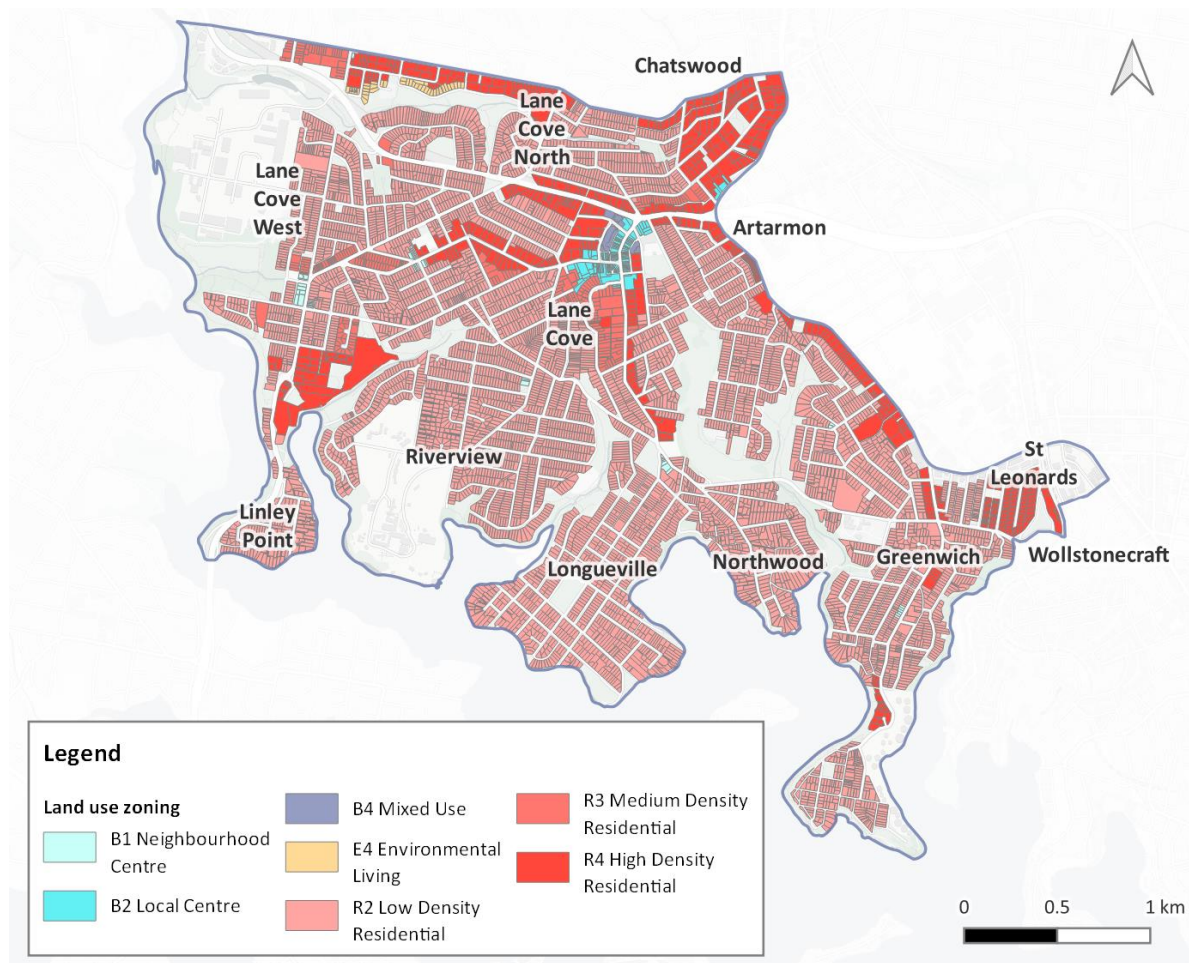 Chatswood
Lane
Cove
North
Lane
Cove
West
Artarmon
Lane
Cove
Riverview
St
Leonards
Linley
Point
Longueville
Northwood
Greenwich
Wollstonecraft
Legend
Land use zoning
B1 Neighbourhood
Centre
B2 Local Centre
B4 Mixed Use
E4 Environmental
Living
R2 Low Density
Residential
R3 Medium Density
Residential
R4 High Density
Residential
0 0.5 1 km